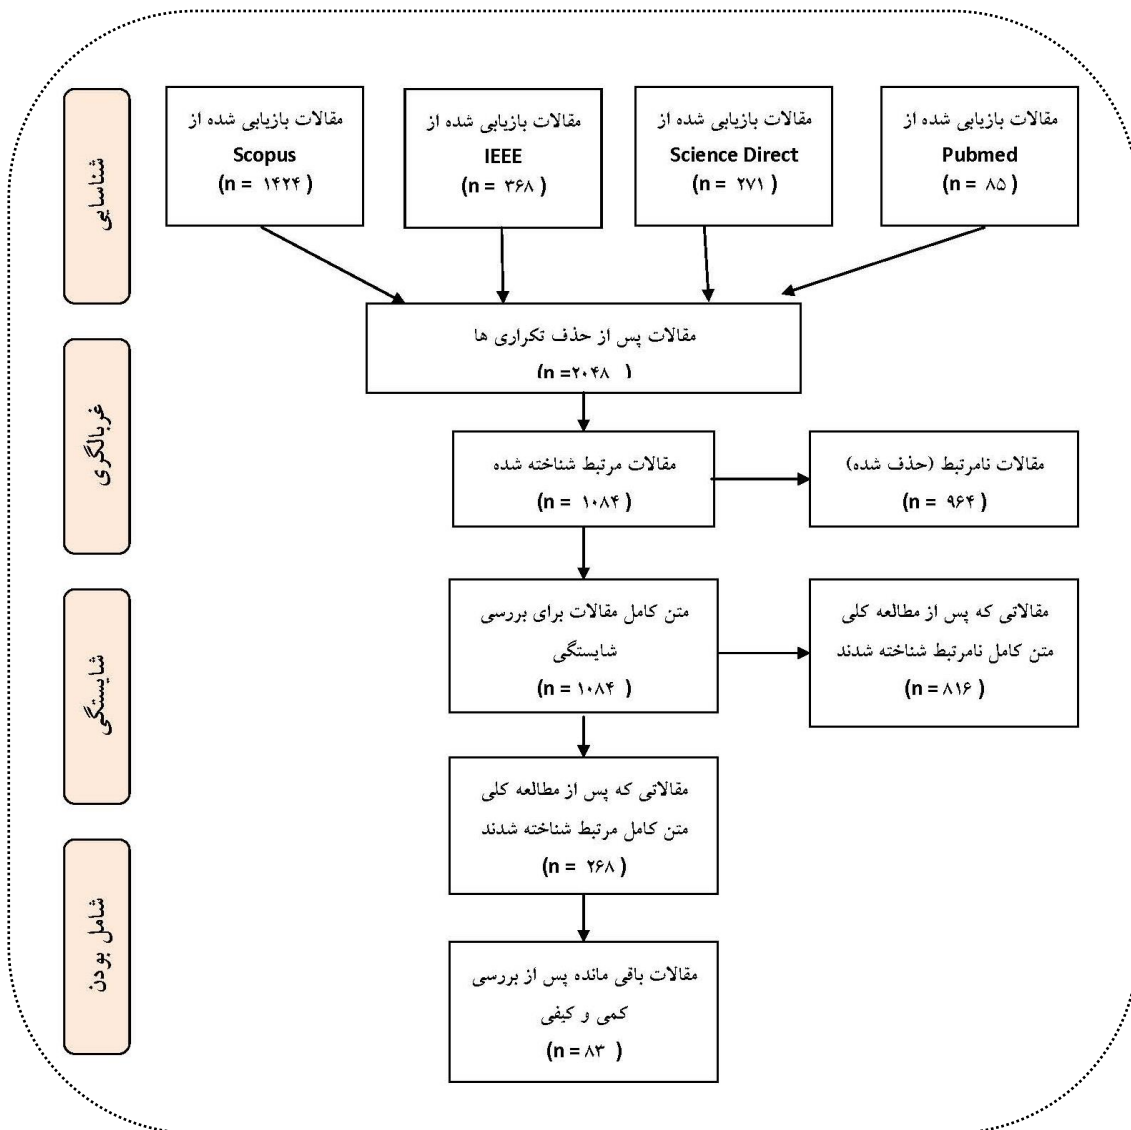 شناسایی
مقالات بازیابی شده از
Scopus
(n = ۱۴۲۴ )
مقالات بازیابی شده از
IEEE
(n = ۳۶۸ )
مقالات بازیابی شده از
Science Direct
(n = ۲۷۱ )
مقالات بازیابی شده از
Pubmed
(n = ۸۵ )
مقالات پس از حذف تکراری ها
(n =۲۰۴۸ )
غربالگری
مقالات مرتبط شناخته شده
(n = ۱۰۸۴ )
مقالات نامرتبط (حذف شده)
(n = ۹۶۴ )
شایستگی
متن کامل مقالات برای بررسی
شایستگی
(n = ۱۰۸۴ )
مقالاتی که پس از مطالعه کلی
متن کامل نامرتبط شناخته شدند
(n = ۸۱۶ )
مقالاتی که پس از مطالعه کلی
متن کامل مرتبط شناخته شدند
(n = ۲۶۸ )
شامل بودن
مقالات باقی مانده پس از بررسی
کمی و کیفی
(n = ۸۳ )